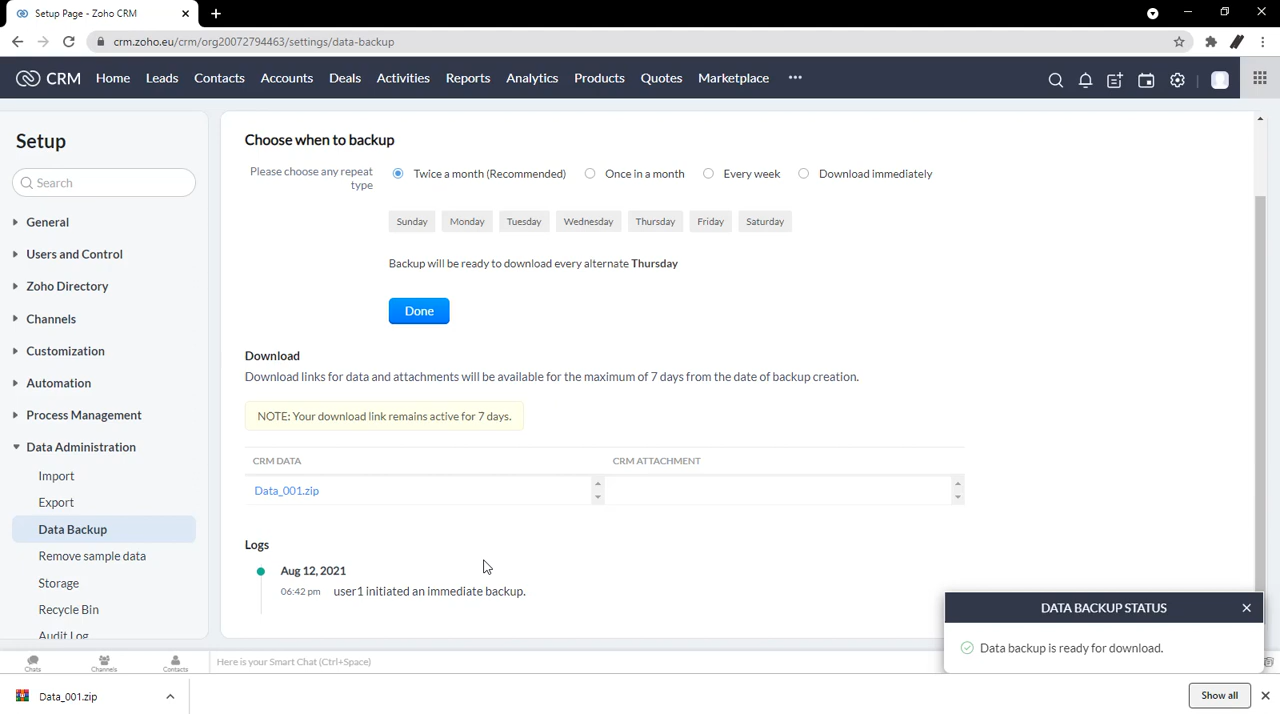 Setup Page - Zoho CRM
crm.zoho.eu/crm/org20072794463/settings/data-backup
CRM Home Leads Contacts Accounts Deals Activities Reports Analytics Products Quotes Marketplace
Setup
Search
General
Users and Control
Zoho Directory
Channels
Customization
Automation
Process Management
Data Administration
Import
Export
Data Backup
Remove sample data
Storage
Recycle Bin
Audit Log
Choose when to backup
Please choose any repeat
type
Twice a month (Recommended) Once in a month Every week Download immediately
Sunday Monday Tuesday Wednesday Thursday Friday Saturday
Backup will be ready to download every alternate Thursday
Done
Download
Download links for data and attachments will be available for the maximum of 7 days from the date of backup creation.
NOTE: Your download link remains active for 7 days.
CRM DATA CRM ATTACHMENT
Data_001.zip
Logs
Aug 12, 2021
06:42 pm user1 initiated an immediate backup.
DATA BACKUP STATUS
Data backup is ready for download.
Chats Channels Contacts
Here is your Smart Chat (Ctrl+Space)
Data_001.zip
Show all